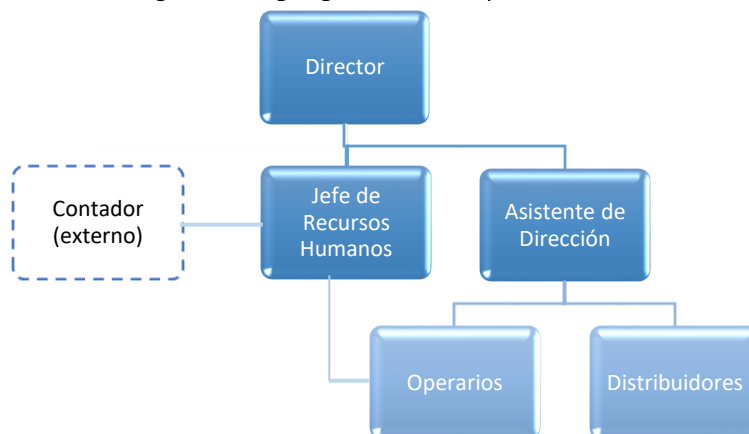 Director
Contador
(externo)
Jefe de
Recursos
Humanos
Asistente de
Dirección
Operarios
Distribuidores